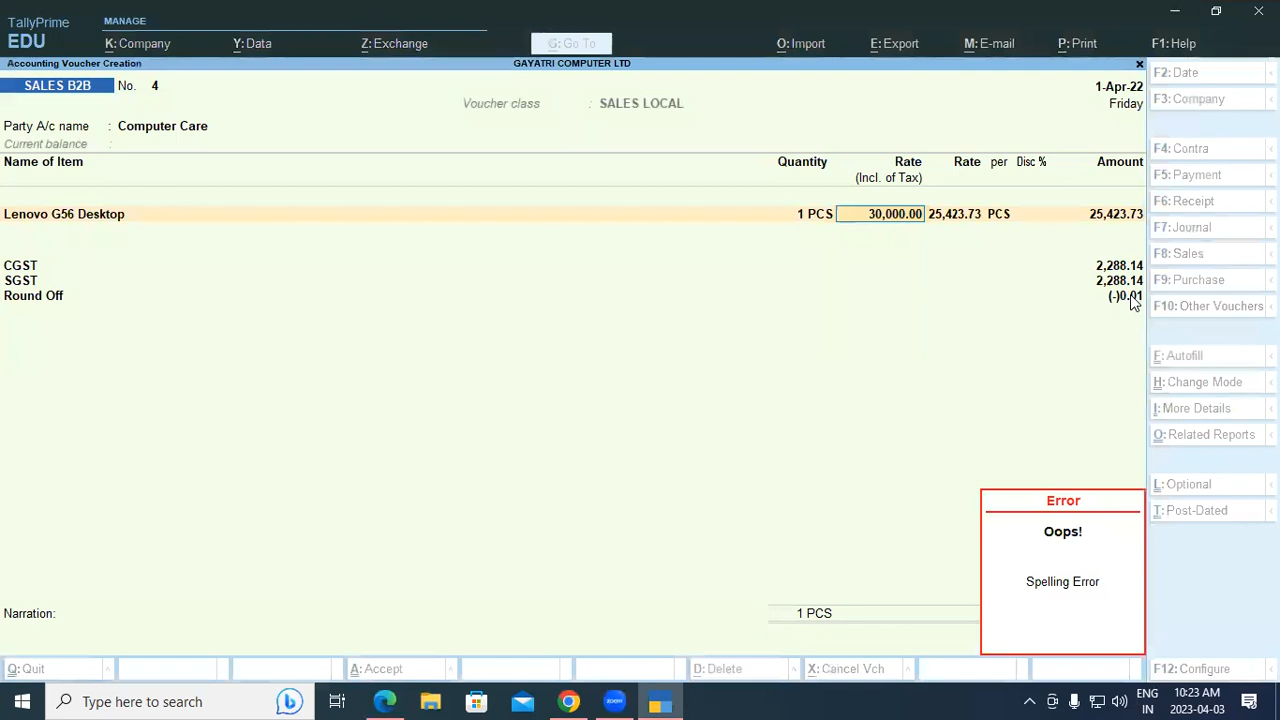 TallyPrime
EDU
MANAGE
K: Company
Y: Data
Z: Exchange
G: Go To
O: Import
E: Export
M: E-mail
P: Print
F1: Help
Accounting Voucher Creation
GAYATRI COMPUTER LTD
×
SALES B2B No. 4
1-Apr-22
Friday
Voucher class : SALES LOCAL
Party A/c name : Computer Care
Current balance :
Name of Item Quantity Rate Rate per Disc % Amount
(Incl. of Tax)
Lenovo G56 Desktop 1 PCS 30,000.00 25,423.73 PCS 25,423.73
CGST 2,288.14
SGST 2,288.14
Round Off (-)0.01
Narration: 1 PCS
Error
Oops!
Spelling Error
F2: Date
F3: Company
F4: Contra
F5: Payment
F6: Receipt
F7: Journal
F8: Sales
F9: Purchase
F10: Other Vouchers
F: Autofill
H: Change Mode
I: More Details
O: Related Reports
L: Optional
T: Post-Dated
F12: Configure
Q: Quit
A: Accept
D: Delete
X: Cancel Vch
Type here to search
zoom
ENG
IN
10:23 AM
2023-04-03